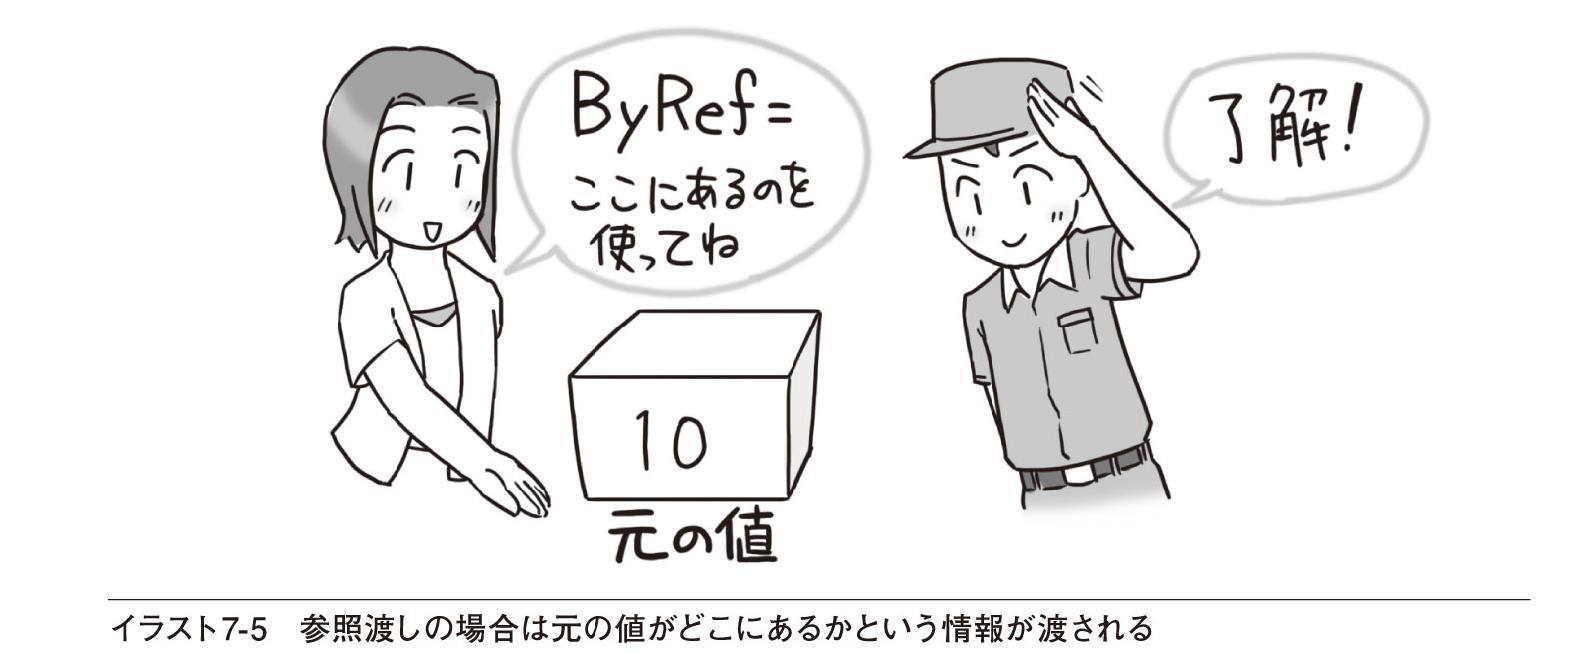 ByRef=
ここにあるのを
使ってね
了解!
10
元の値
イラスト7-5 参照渡しの場合は元の値がどこにあるかという情報が渡される